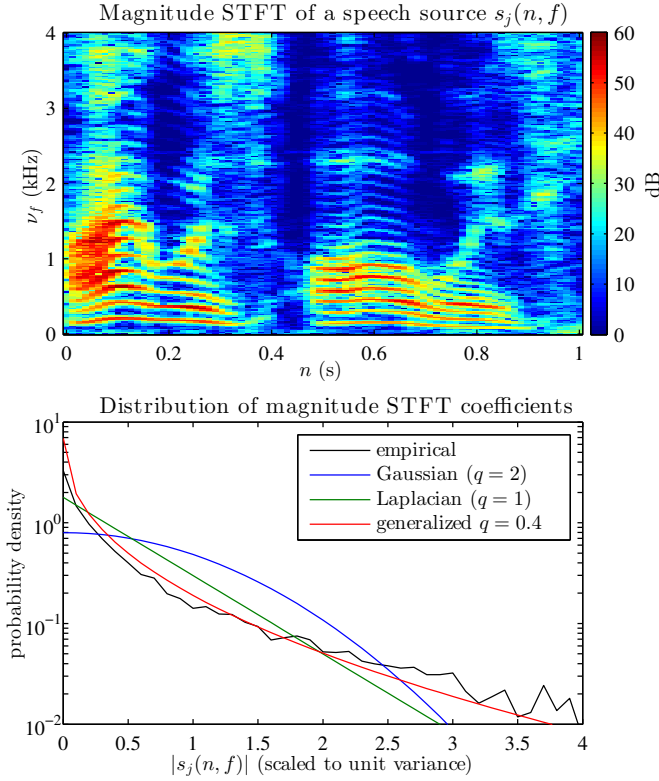 Magnitude STFT of a speech source s_j(n, f)
4
3
2
1
0
ν_f (kHz)
0
0.2
0.4
0.6
0.8
1
n (s)
60
50
40
30
20
10
0
dB
Distribution of magnitude STFT coefficients
10^1
10^0
10^−1
10^−2
probability density
empirical
Gaussian (q = 2)
Laplacian (q = 1)
generalized q = 0.4
0
0.5
1
1.5
2
2.5
3
3.5
4
|s_j(n, f)| (scaled to unit variance)